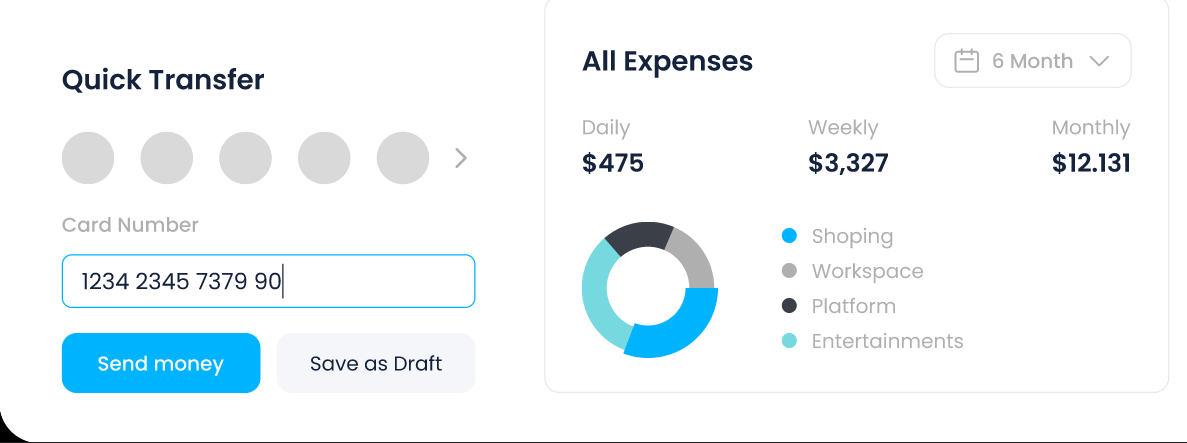 Quick Transfer
Card Number
1234 2345 7379 90
Send money
Save as Draft
All Expenses
6 Month
Daily
Weekly
Monthly
$475
$3,327
$12.131
Shoping
Workspace
Platform
Entertainments